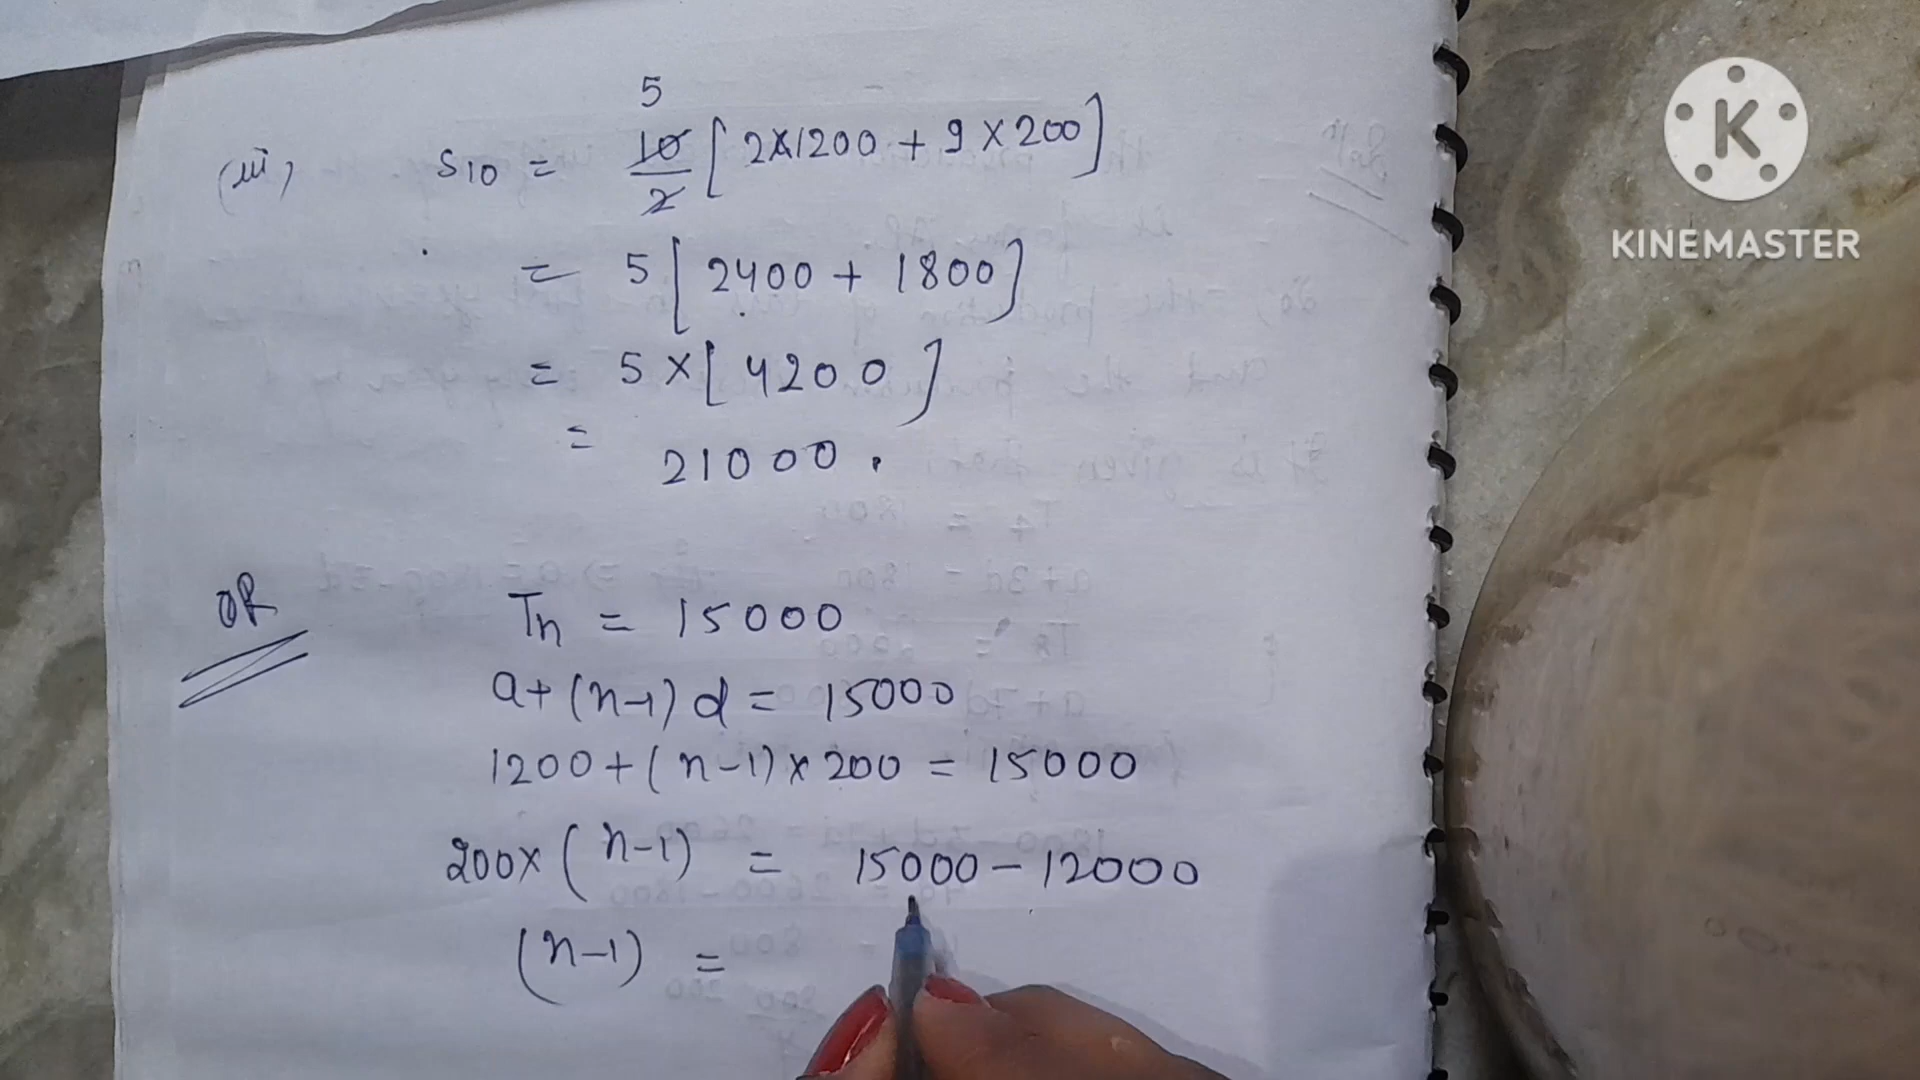 5
(iii) S10 = 10/2 [2×1200 + 9×200]
= 5[2400 + 1800]
= 5×[4200]
= 21000.
OR Tn = 15000
a+(n-1)d = 15000
1200+(n-1)×200 = 15000
200×(n-1) = 15000-12000
(n-1) =
K
KINEMASTER